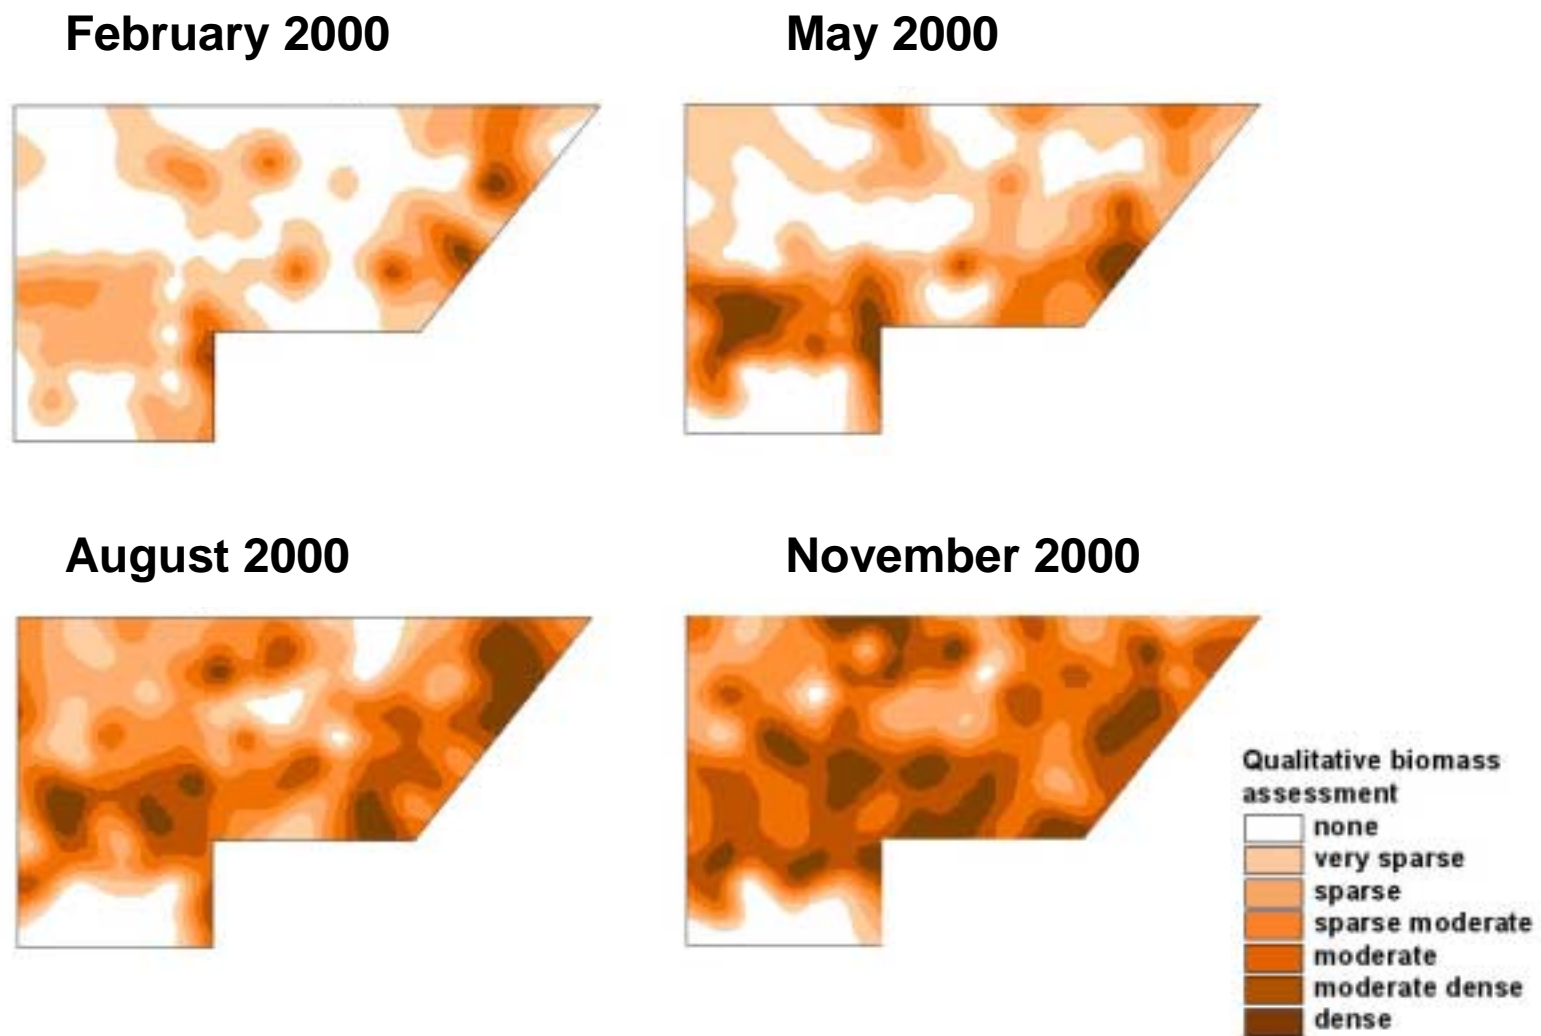 February 2000
May 2000
August 2000
November 2000
Qualitative biomass
assessment
none
very sparse
sparse
sparse moderate
moderate
moderate dense
dense